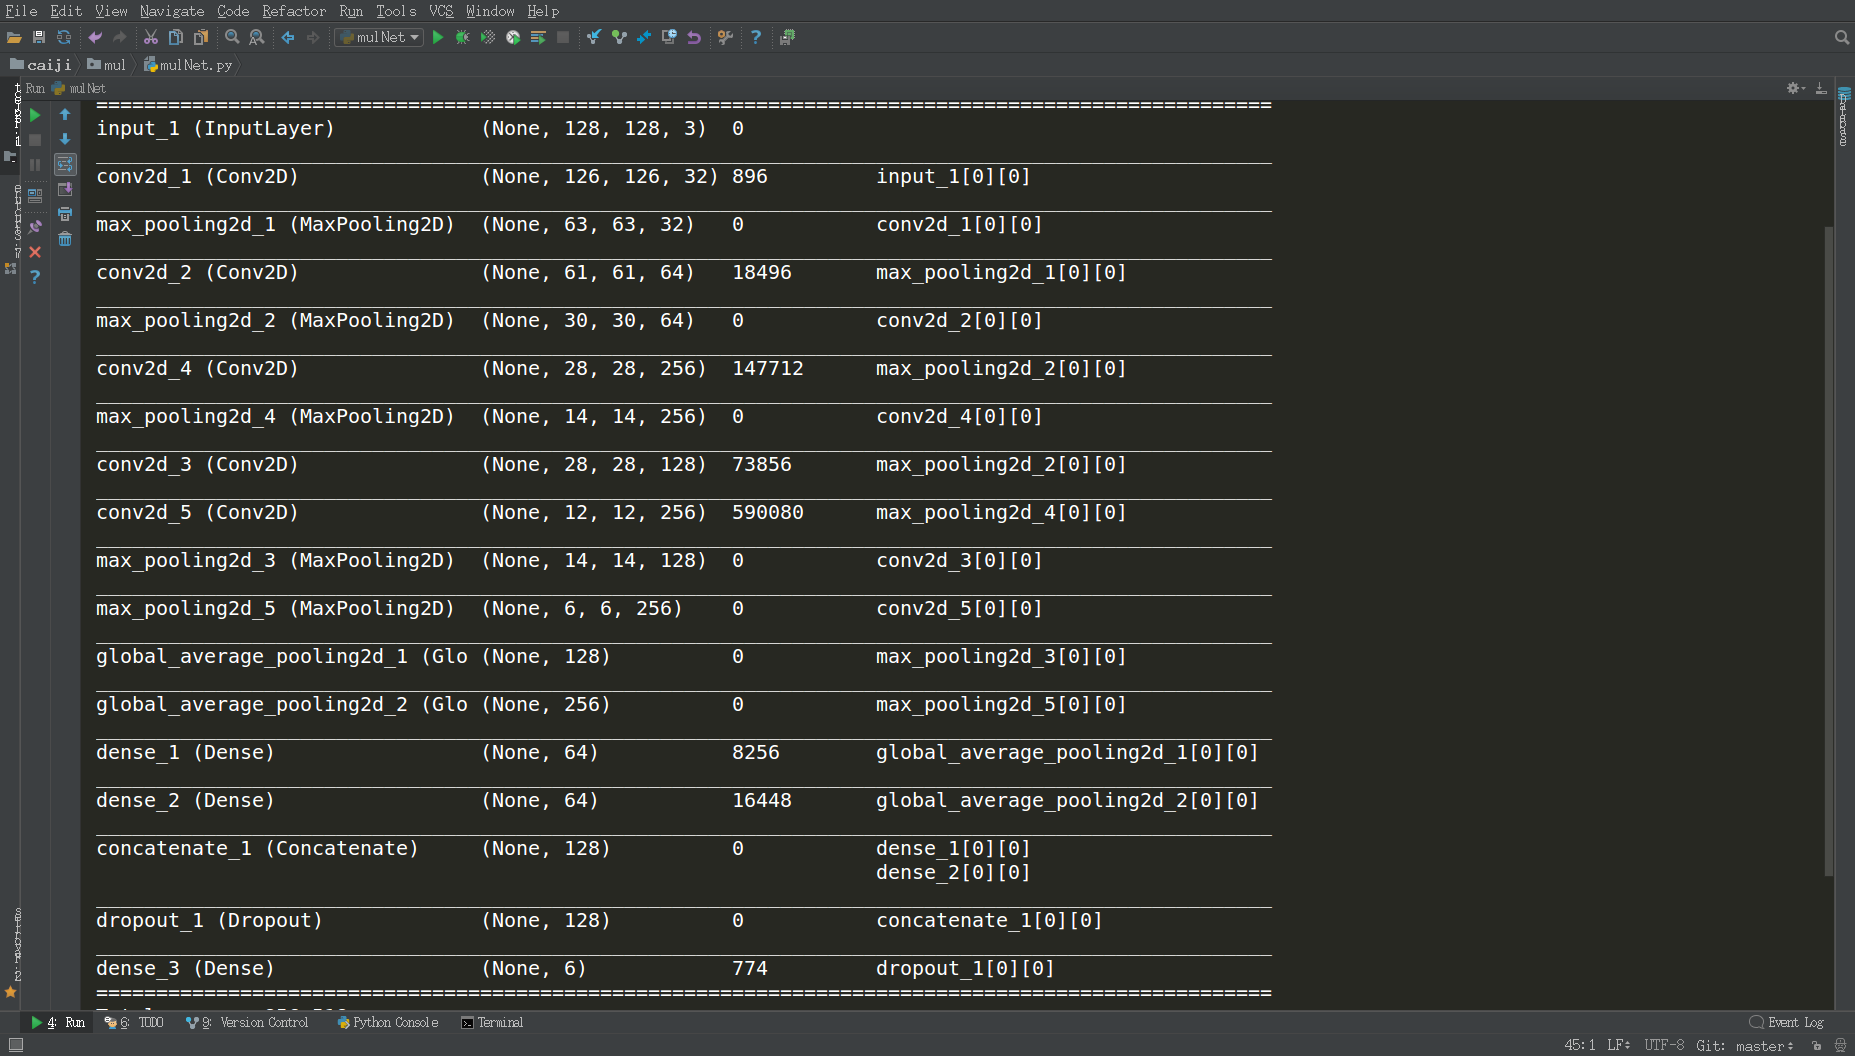 File Edit View Navigate Code Refactor Run Tools VCS Window Help
mulNet
caiji mul mulNet.py
Run mulNet
input_1 (InputLayer) (None, 128, 128, 3) 0
conv2d_1 (Conv2D) (None, 126, 126, 32) 896 input_1[0][0]
max_pooling2d_1 (MaxPooling2D) (None, 63, 63, 32) 0 conv2d_1[0][0]
conv2d_2 (Conv2D) (None, 61, 61, 64) 18496 max_pooling2d_1[0][0]
max_pooling2d_2 (MaxPooling2D) (None, 30, 30, 64) 0 conv2d_2[0][0]
conv2d_4 (Conv2D) (None, 28, 28, 256) 147712 max_pooling2d_2[0][0]
max_pooling2d_4 (MaxPooling2D) (None, 14, 14, 256) 0 conv2d_4[0][0]
conv2d_3 (Conv2D) (None, 28, 28, 128) 73856 max_pooling2d_2[0][0]
conv2d_5 (Conv2D) (None, 12, 12, 256) 590080 max_pooling2d_4[0][0]
max_pooling2d_3 (MaxPooling2D) (None, 14, 14, 128) 0 conv2d_3[0][0]
max_pooling2d_5 (MaxPooling2D) (None, 6, 6, 256) 0 conv2d_5[0][0]
global_average_pooling2d_1 (Glo (None, 128) 0 max_pooling2d_3[0][0]
global_average_pooling2d_2 (Glo (None, 256) 0 max_pooling2d_5[0][0]
dense_1 (Dense) (None, 64) 8256 global_average_pooling2d_1[0][0]
dense_2 (Dense) (None, 64) 16448 global_average_pooling2d_2[0][0]
concatenate_1 (Concatenate) (None, 128) 0 dense_1[0][0]
dense_2[0][0]
dropout_1 (Dropout) (None, 128) 0 concatenate_1[0][0]
dense_3 (Dense) (None, 6) 774 dropout_1[0][0]
4: Run 6: TODO 9: Version Control Python Console Terminal Event Log
45:1 LF UTF-8 Git: master